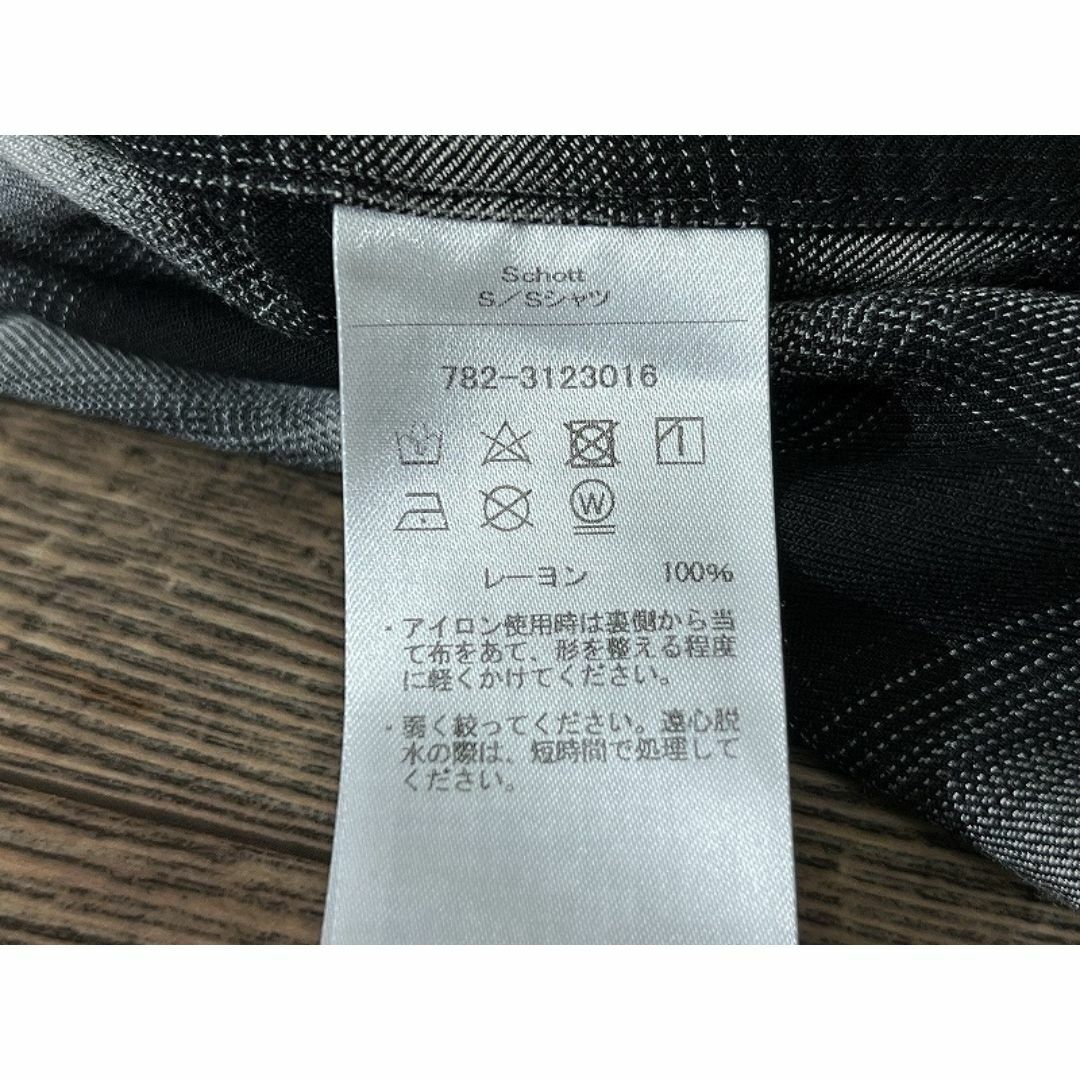 Schott
S／Sシャツ
782-3123016
W
レーヨン 100%
・アイロン使用時は裏側から当
て布をあて、形を整える程度
に軽くかけてください。
・弱く絞ってください。遠心脱
水の際は、短時間で処理して
ください。